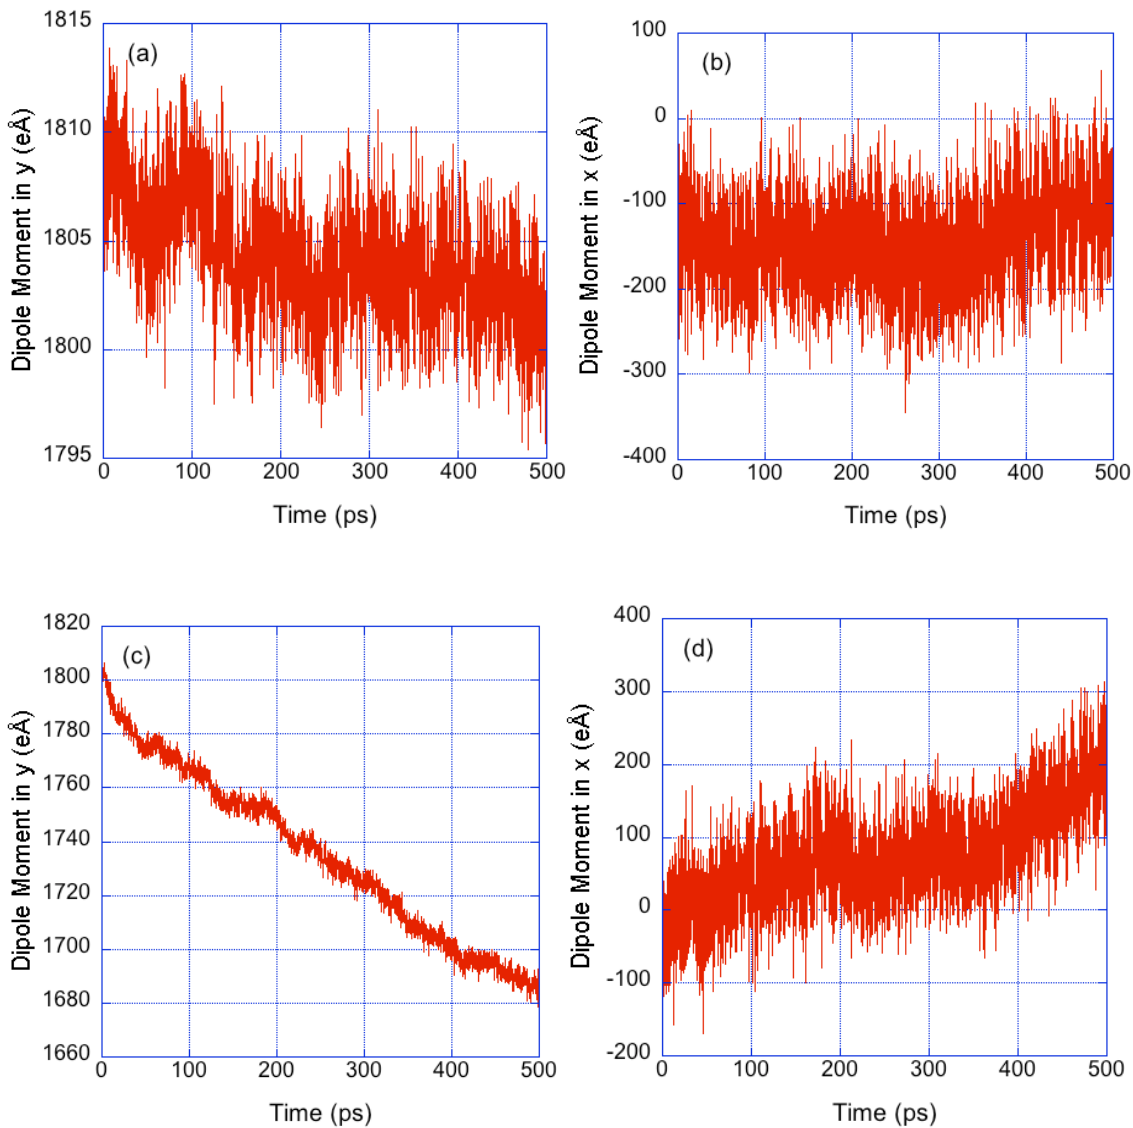 (a)
Dipole Moment in y (eÅ)
1815
1810
1805
1800
1795
0 100 200 300 400 500
Time (ps)
(b)
Dipole Moment in x (eÅ)
100
0
-100
-200
-300
-400
0 100 200 300 400 500
Time (ps)
(c)
Dipole Moment in y (eÅ)
1820
1800
1780
1760
1740
1720
1700
1680
1660
0 100 200 300 400 500
Time (ps)
(d)
Dipole Moment in x (eÅ)
400
300
200
100
0
-100
-200
0 100 200 300 400 500
Time (ps)